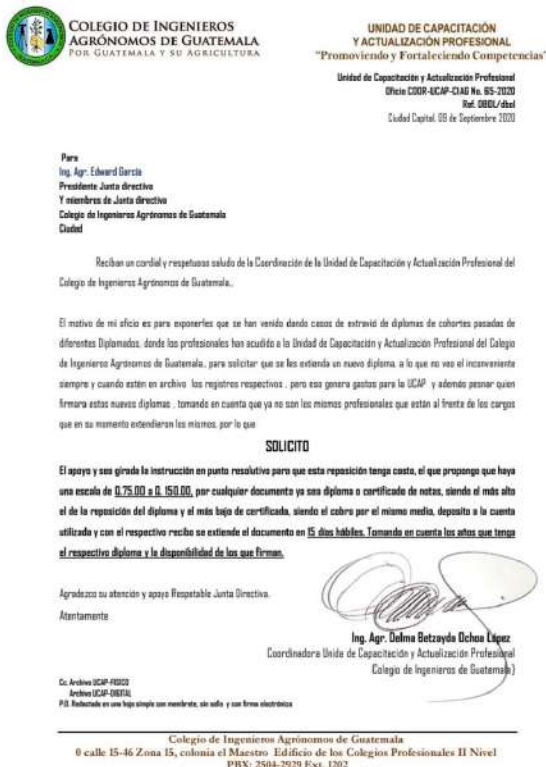 COLEGIO DE INGENIEROS
AGRÓNOMOS DE GUATEMALA
POR GUATEMALA Y SU AGRICULTURA
UNIDAD DE CAPACITACIÓN
Y ACTUALIZACIÓN PROFESIONAL
"Promoviendo y Fortaleciendo Competencias"
Unidad de Capacitación y Actualización Profesional
Oficio COOR-UCAP-CIAG No. 65-2020
Ref. DBOL/dbol
Ciudad Capital. 09 de Septiembre 2020
Para
Ing. Agr. Edward García
Presidente Junta directiva
Y miembros de Junta directiva
Colegio de Ingenieros Agrónomos de Guatemala
Ciudad
Reciban un cordial y respetuoso saludo de la Coordinación de la Unidad de Capacitación y Actualización Profesional del
Colegio de Ingenieros Agrónomos de Guatemala..
El motivo de mi oficio es para exponerles que se han venido dando casos de extravió de diplomas de cohortes pasadas de
diferentes Diplomados, donde los profesionales han acudido a la Unidad de Capacitación y Actualización Profesional del Colegio
de Ingenieros Agrónomos de Guatemala., para solicitar que se les extienda un nuevo diploma, a lo que no veo el inconveniente
siempre y cuando estén en archivo los registros respectivos , pero eso genera gastos para la UCAP y además pesnar quien
firmara estos nuevos diplomas , tomando en cuenta que ya no son los mismos profesionales que están al frente de los cargos
que en su momento extendieron los mismos, por lo que
SOLICITO
El apoyo y sea girada la instrucción en punto resolutivo para que esta reposición tenga costo, el que propongo que haya
una escala de Q.75.00 a Q. 150.00, por cualquier documento ya sea diploma o certificado de notas, siendo el más alto
el de la reposición del diploma y el más bajo de certificada, siendo el cobro por el mismo medio, deposito a la cuenta
utilizada y con el respectivo recibo se extiende el documento en 15 días hábiles. Tomando en cuenta los años que tenga
el respectivo diploma y la disponibilidad de los que firman.
Agradezco su atención y apoyo Respetable Junta Directiva.
Atentamente
Ing. Agr. Delma Betzayda Ochoa López
Coordinadora Unida de Capacitación y Actualización Profesional
Colegio de Ingenieros de Guatemala)
Cc. Archivo UCAP-FISICO
Archivo UCAP-DIGITAL
P.D. Redactado en una hoja simple con membrete, sin sello y con firma electrónica
Colegio de Ingenieros Agrónomos de Guatemala
0 calle 15-46 Zona 15, colonia el Maestro Edificio de los Colegios Profesionales II Nivel
PBX: 2504-2929 Ext. 1202